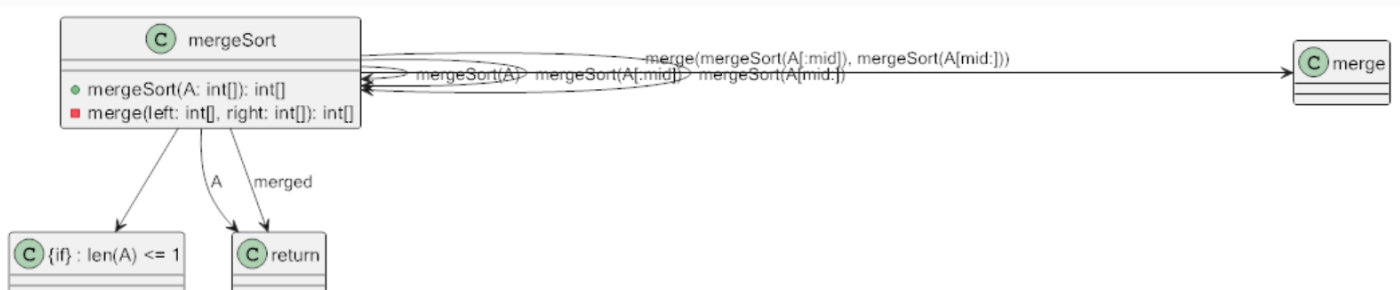 C mergeSort
mergeSort(A: int[]): int[]
merge(left: int[], right: int[]): int[]
merge(mergeSort(A[:mid]), mergeSort(A[mid:]))
mergeSort(A)
mergeSort(A[:mid])
mergeSort(A[mid:])
C merge
A
merged
C {if} : len(A) <= 1
C return